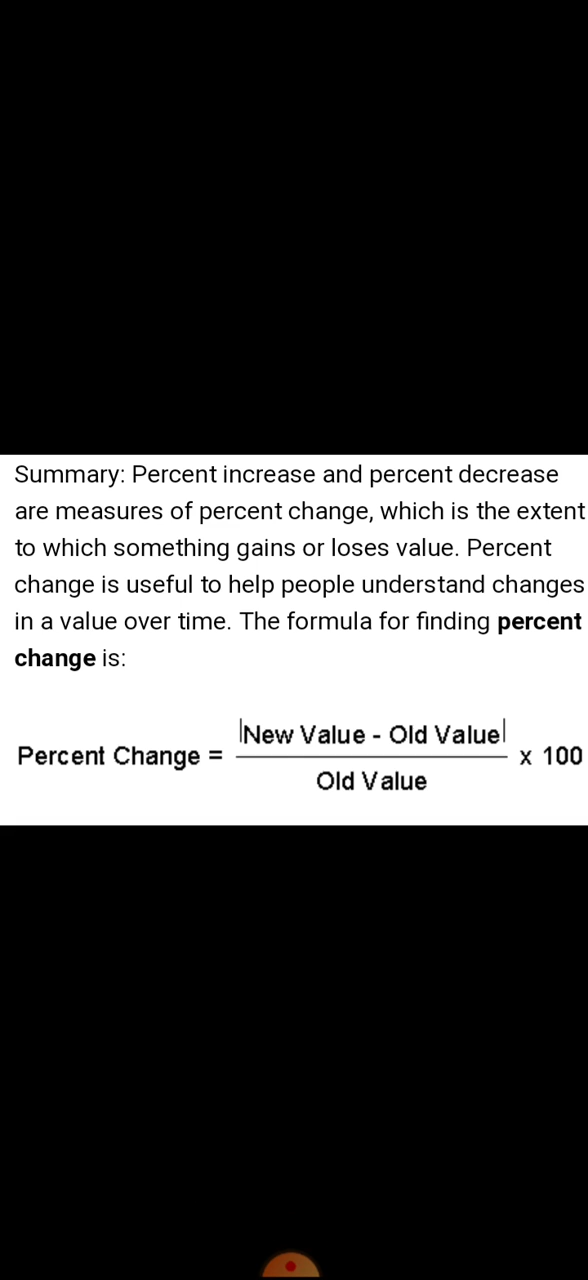 Summary: Percent increase and percent decrease
are measures of percent change, which is the extent
to which something gains or loses value. Percent
change is useful to help people understand changes
in a value over time. The formula for finding percent
change is:
|New Value - Old Value|
Percent Change = x 100
Old Value